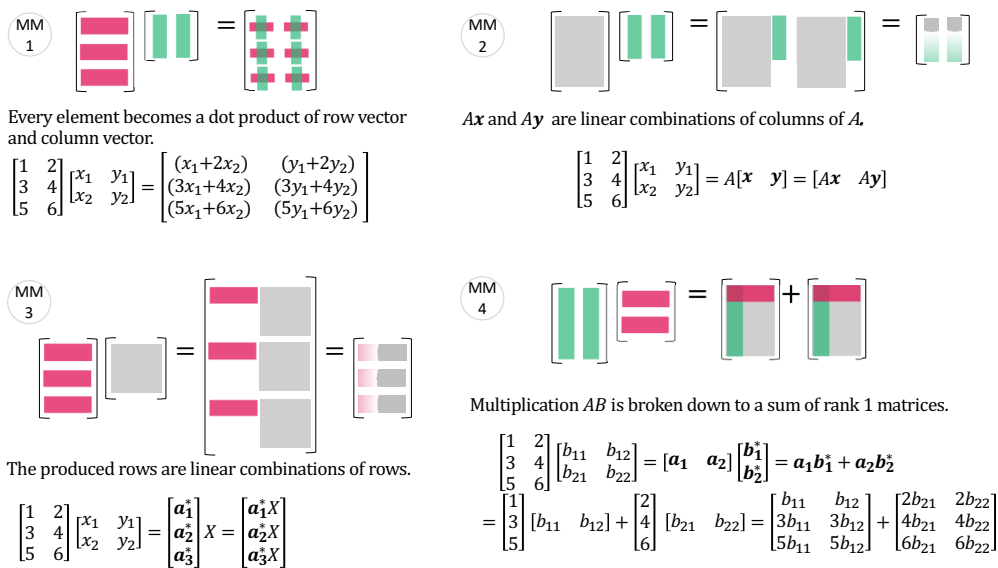 MM
1
=
Every element becomes a dot product of row vector
and column vector.
[1 2; 3 4; 5 6] [x₁ y₁; x₂ y₂] = [(x₁+2x₂) (y₁+2y₂); (3x₁+4x₂) (3y₁+4y₂); (5x₁+6x₂) (5y₁+6y₂)]
MM
2
= =
Ax and Ay are linear combinations of columns of A.
[1 2; 3 4; 5 6] [x₁ y₁; x₂ y₂] = A[x y] = [Ax Ay]
MM
3
= =
The produced rows are linear combinations of rows.
[1 2; 3 4; 5 6] [x₁ y₁; x₂ y₂] = [a₁*; a₂*; a₃*] X = [a₁*X; a₂*X; a₃*X]
MM
4
= +
Multiplication AB is broken down to a sum of rank 1 matrices.
[1 2; 3 4; 5 6] [b₁₁ b₁₂; b₂₁ b₂₂] = [a₁ a₂] [b₁*; b₂*] = a₁b₁* + a₂b₂*
= [1; 3; 5] [b₁₁ b₁₂] + [2; 4; 6] [b₂₁ b₂₂] = [b₁₁ b₁₂; 3b₁₁ 3b₁₂; 5b₁₁ 5b₁₂] + [2b₂₁ 2b₂₂; 4b₂₁ 4b₂₂; 6b₂₁ 6b₂₂]